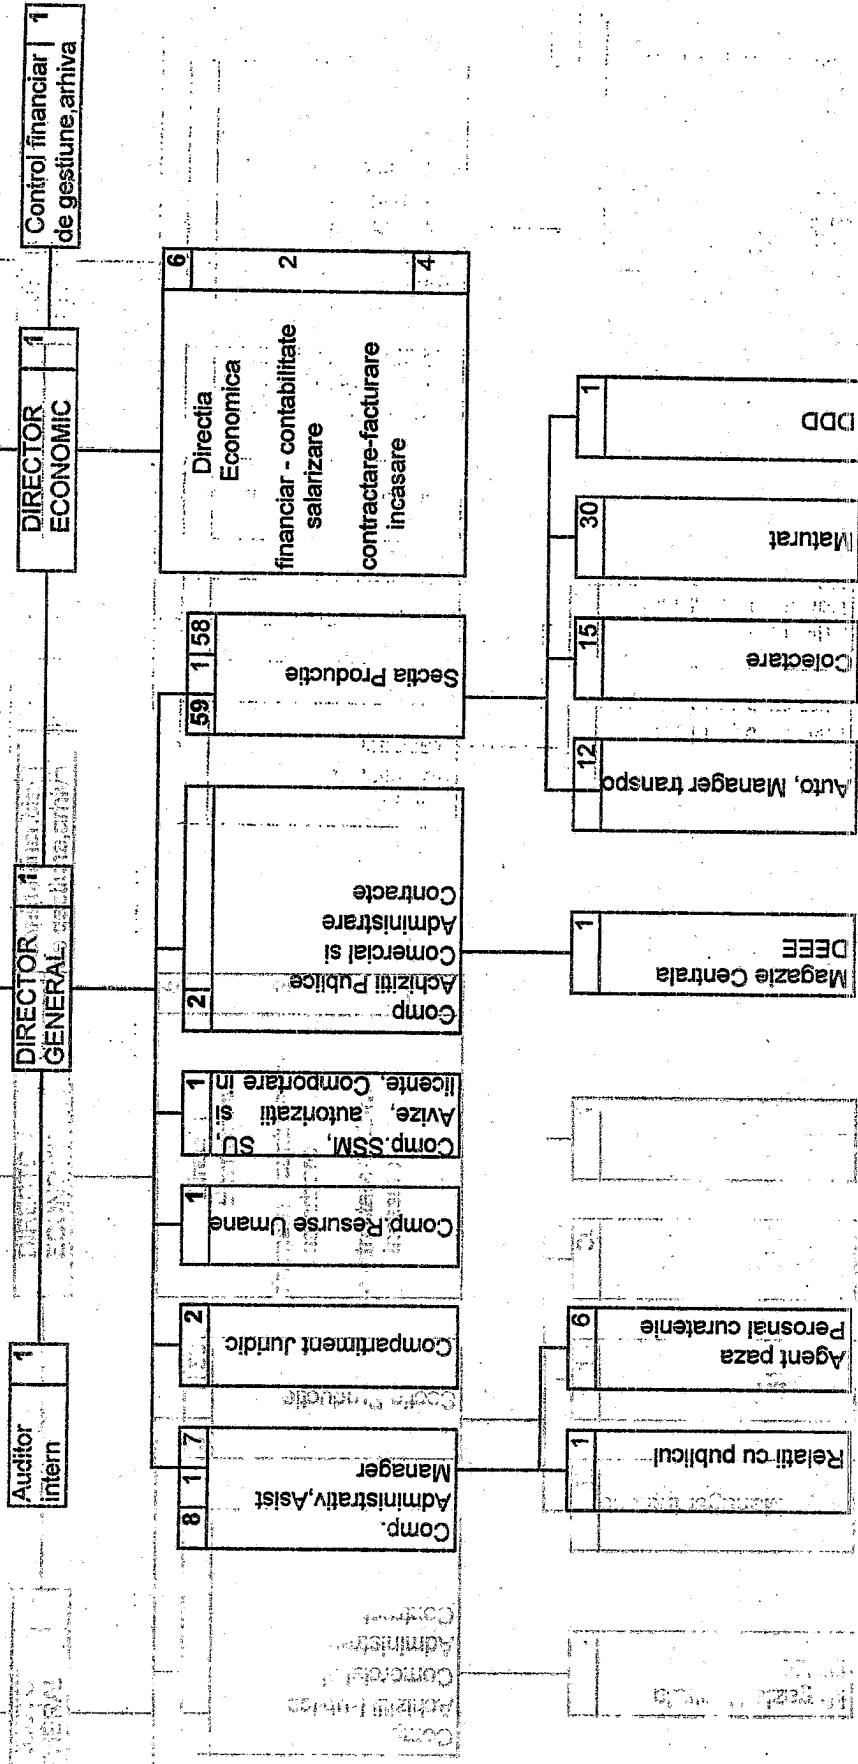 Auditor 1
intern
DIRECTOR 1
GENERAL
DIRECTOR 1
ECONOMIC
Control financiar 1
de gestiune,arhiva
8 1 7
Comp.
Administrativ,Asist
Manager
2
Compartiment Juridic
1
Comp.Resurse Umane
1
Comp.SSM, SU.
Avize, autorizatii si
licente, Comportare in
2
Comp
Achizitii Publice
Comercial si
Administrare
Contracte
59 1 58
Sectia Productie
Directia 6
Economica
financiar - contabilitate 2
salarizare
contractare-facturare 4
incasare
1
Relatii cu publicul
6
Agent paza
Perosnal curatenie
1
Magazie Centrala
DEEE
12
Auto, Manager transpo
15
Colectare
30
Maturat
1
DDD
Sectia Productie